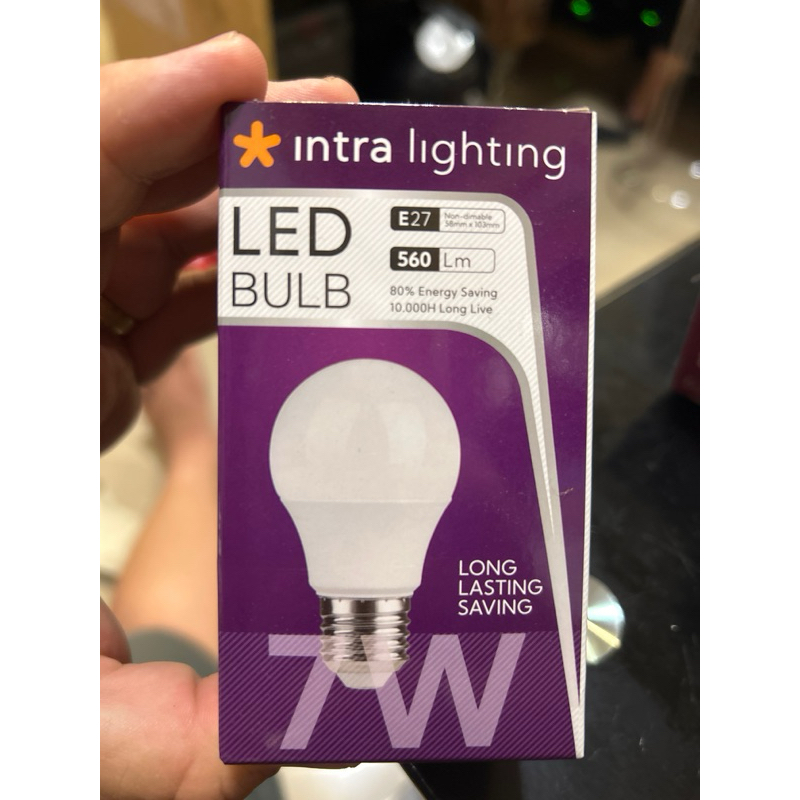 intra lighting
LED
BULB
E27
Non-dimable
58mm x 103mm
560 Lm
80% Energy Saving
10.000H Long Live
LONG
LASTING
SAVING
7W